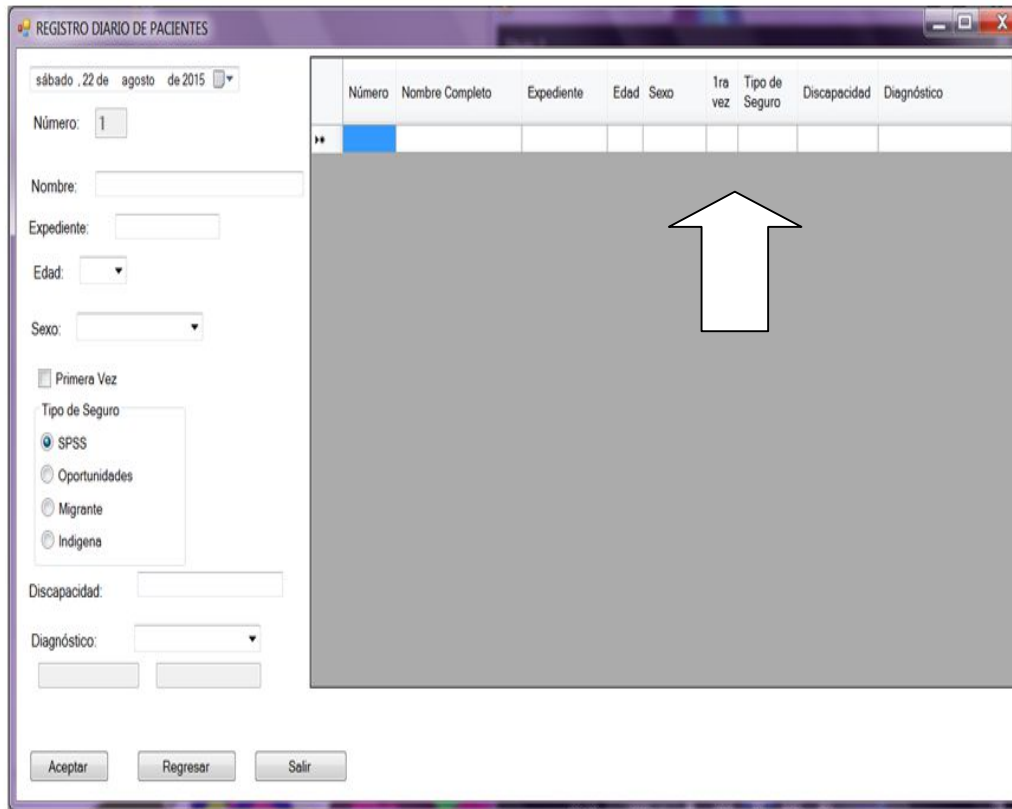 REGISTRO DIARIO DE PACIENTES
sábado , 22 de agosto de 2015
Número: 1
Nombre:
Expediente:
Edad:
Sexo:
Primera Vez
Tipo de Seguro
SPSS
Oportunidades
Migrante
Indigena
Discapacidad:
Diagnóstico:
Aceptar Regresar Salir
Número Nombre Completo Expediente Edad Sexo 1ra vez Tipo de Seguro Discapacidad Diagnóstico